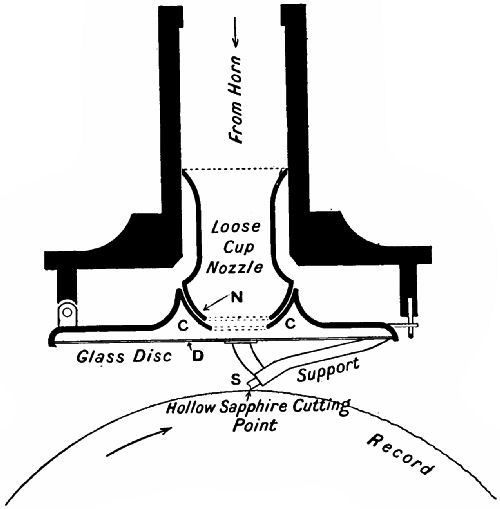 From Horn
Loose
Cup
Nozzle
N
C
C
Glass Disc
D
S
Support
Hollow Sapphire Cutting
Point
Record